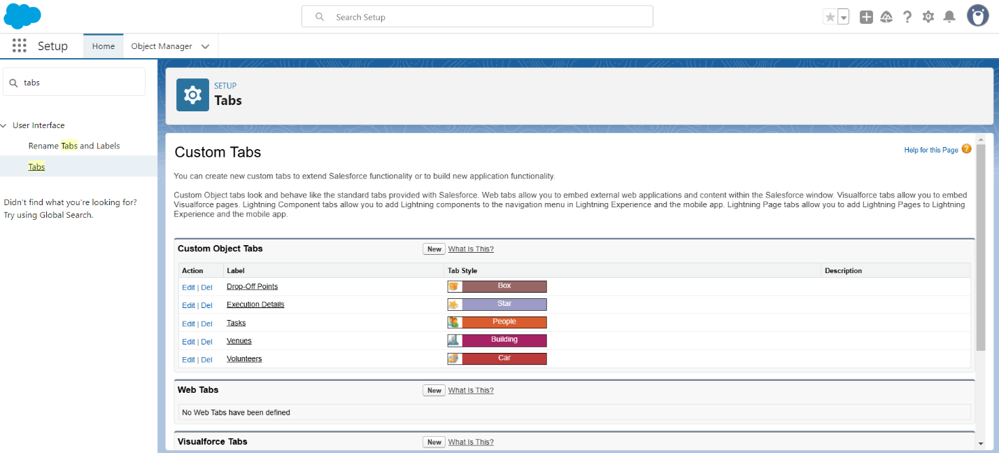 Search Setup
Setup
Home
Object Manager
tabs
User Interface
Rename Tabs and Labels
Tabs
Didn't find what you're looking for?
Try using Global Search.
SETUP
Tabs
Custom Tabs
Help for this Page ?
You can create new custom tabs to extend Salesforce functionality or to build new application functionality.
Custom Object tabs look and behave like the standard tabs provided with Salesforce. Web tabs allow you to embed external web applications and content within the Salesforce window. Visualforce tabs allow you to embed
Visualforce pages. Lightning Component tabs allow you to add Lightning components to the navigation menu in Lightning Experience and the mobile app. Lightning Page tabs allow you to add Lightning Pages to Lightning
Experience and the mobile app.
Custom Object Tabs New What Is This?
Action Label Tab Style Description
Edit | Del Drop-Off Points Box
Edit | Del Execution Details Star
Edit | Del Tasks People
Edit | Del Venues Building
Edit | Del Volunteers Car
Web Tabs New What Is This?
No Web Tabs have been defined
Visualforce Tabs New What Is This?